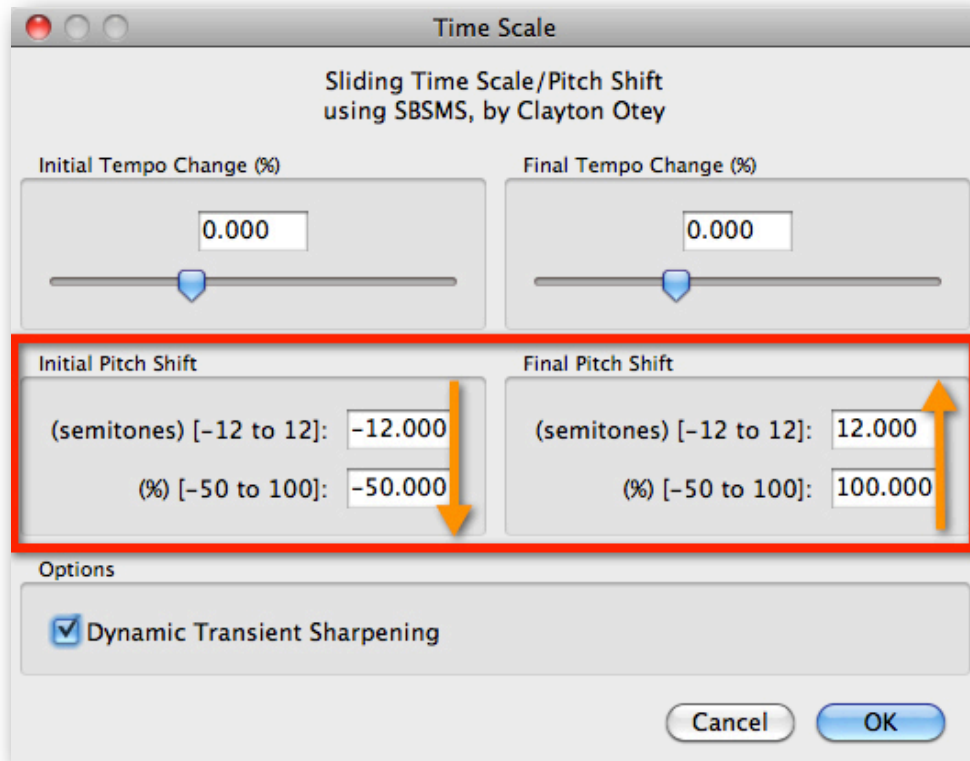 Time Scale
Sliding Time Scale/Pitch Shift
using SBSMS, by Clayton Otey
Initial Tempo Change (%)
0.000
Final Tempo Change (%)
0.000
Initial Pitch Shift
(semitones) [-12 to 12]: -12.000
(%) [-50 to 100]: -50.000
Final Pitch Shift
(semitones) [-12 to 12]: 12.000
(%) [-50 to 100]: 100.000
Options
Dynamic Transient Sharpening
Cancel OK